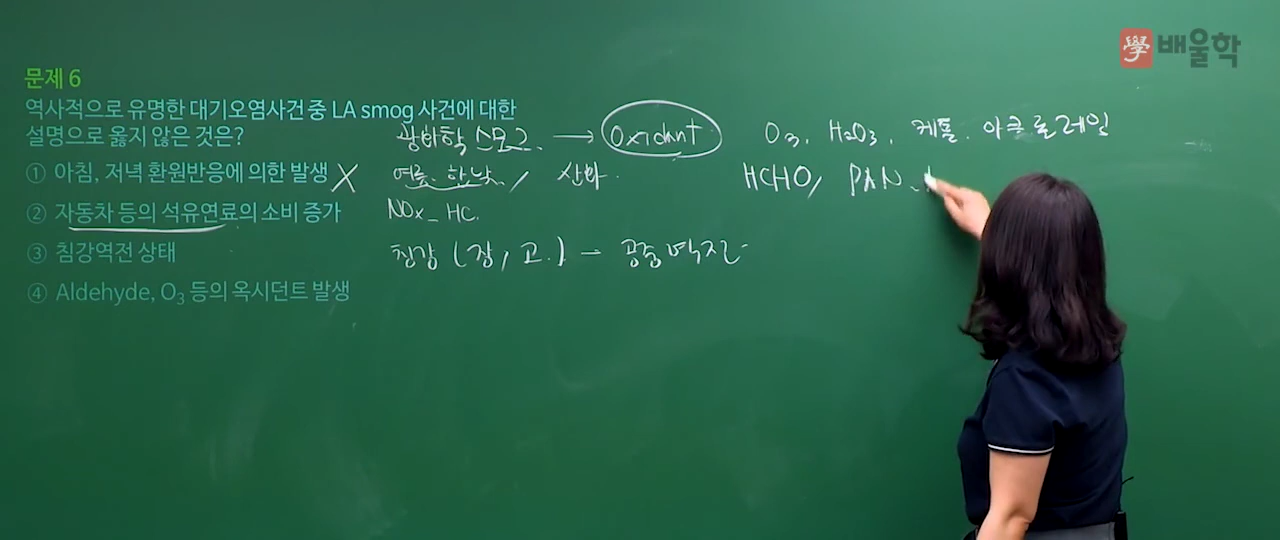 學 배울학
문제 6
역사적으로 유명한 대기오염사건 중 LA smog 사건에 대한
설명으로 옳지 않은 것은?
광화학 스모그. → Oxidant O₃, H₂O₃, 케톤. 아크롤레인
① 아침, 저녁 환원반응에 의한 발생 X 여름, 한낮, / 산화.
HCHO, PAN.
② 자동차 등의 석유연료의 소비 증가 NOx_ HC.
③ 침강역전 상태 침강 (장, 고.) → 공중역전
④ Aldehyde, O₃ 등의 옥시던트 발생